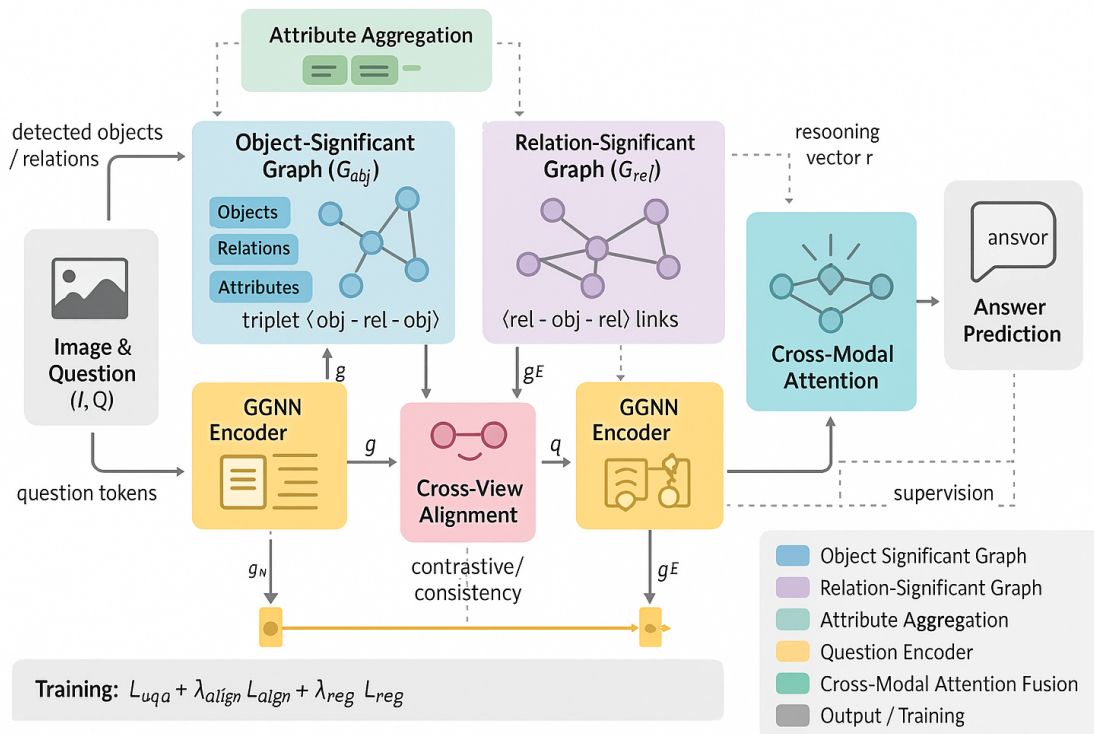 Attribute Aggregation
detected objects
/ relations
Object-Significant
Graph (G_abj)
Objects
Relations
Attributes
triplet ⟨obj - rel - obj⟩
Relation-Significant
Graph (G_rel)
⟨rel - obj - rel⟩ links
resooning
vector r
ansvor
Answer
Prediction
Image &
Question
(I, Q)
question tokens
g
g^E
GGNN
Encoder
g
Cross-View
Alignment
q
GGNN
Encoder
Cross-Modal
Attention
supervision
g_N
contrastive/
consistency
g^E
Training: L_uqa + λ_alígn L_algn + λ_reg L_reg
Object Significant Graph
Relation-Significant Graph
Attribute Aggregation
Question Encoder
Cross-Modal Attention Fusion
Output / Training